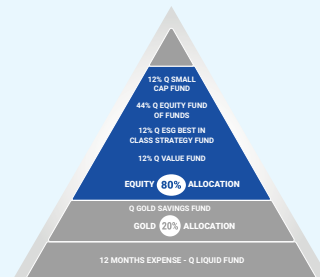 12% Q SMALL
CAP FUND
44% Q EQUITY FUND
OF FUNDS
12% Q ESG BEST IN
CLASS STRATEGY FUND
12% Q VALUE FUND
EQUITY 80% ALLOCATION
Q GOLD SAVINGS FUND
GOLD 20% ALLOCATION
12 MONTHS EXPENSE - Q LIQUID FUND